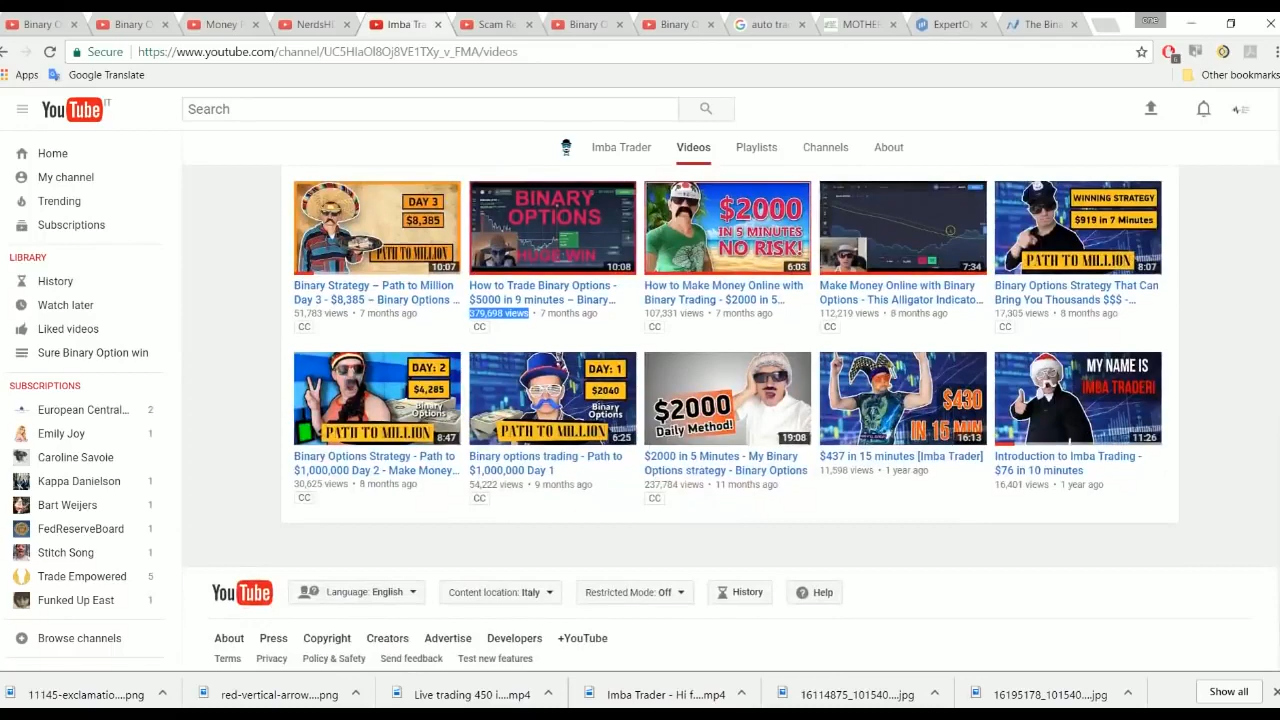 Binary O
Binary O
Money P
NerdsHI
Imba Tra
Scam Re
Binary O
Binary O
auto tra
MOTHE
ExpertO
The Bina
one
Secure
https://www.youtube.com/channel/UC5HIaOl8Oj8VE1TXy_v_FMA/videos
Apps
Google Translate
Other bookmarks
YouTube IT
Search
Home
My channel
Trending
Subscriptions
LIBRARY
History
Watch later
Liked videos
Sure Binary Option win
SUBSCRIPTIONS
European Central... 2
Emily Joy 1
Caroline Savoie
Kappa Danielson 1
Bart Weijers 1
FedReserveBoard 1
Stitch Song 1
Trade Empowered 5
Funked Up East 1
Browse channels
Imba Trader Videos Playlists Channels About
DAY 3
$8,385
PATH TO MILLION
10:07
Binary Strategy – Path to Million
Day 3 - $8,385 – Binary Options ...
51,783 views • 7 months ago
CC
BINARY
OPTIONS
HUGE WIN
10:08
How to Trade Binary Options -
$5000 in 9 minutes – Binary...
379,698 views • 7 months ago
CC
$2000
IN 5 MINUTES
NO RISK!
6:03
How to Make Money Online with
Binary Trading - $2000 in 5...
107,331 views • 7 months ago
CC
7:34
Make Money Online with Binary
Options - This Alligator Indicato...
112,219 views • 8 months ago
CC
WINNING STRATEGY
$919 in 7 Minutes
PATH TO MILLION
8:07
Binary Options Strategy That Can
Bring You Thousands $$$ -...
17,305 views • 8 months ago
CC
DAY: 2
$4,285
Binary
Options
PATH TO MILLION
8:47
Binary Options Strategy - Path to
$1,000,000 Day 2 - Make Money...
30,625 views • 8 months ago
CC
DAY: 1
$2040
Binary
Options
PATH TO MILLION
6:25
Binary options trading - Path to
$1,000,000 Day 1
54,222 views • 9 months ago
CC
$2000
Daily Method!
19:08
$2000 in 5 Minutes - My Binary
Options strategy - Binary Options
237,784 views • 11 months ago
CC
$430
IN 15 MIN
16:13
$437 in 15 minutes [Imba Trader]
11,598 views • 1 year ago
MY NAME IS
IMBA TRADER!
11:26
Introduction to Imba Trading -
$76 in 10 minutes
16,401 views • 1 year ago
YouTube
Language: English
Content location: Italy
Restricted Mode: Off
History
Help
About Press Copyright Creators Advertise Developers +YouTube
Terms Privacy Policy & Safety Send feedback Test new features
11145-exclamatio....png
red-vertical-arrow....png
Live trading 450 i....mp4
Imba Trader - Hi f....mp4
16114875_101540....jpg
16195178_101540....jpg
Show all